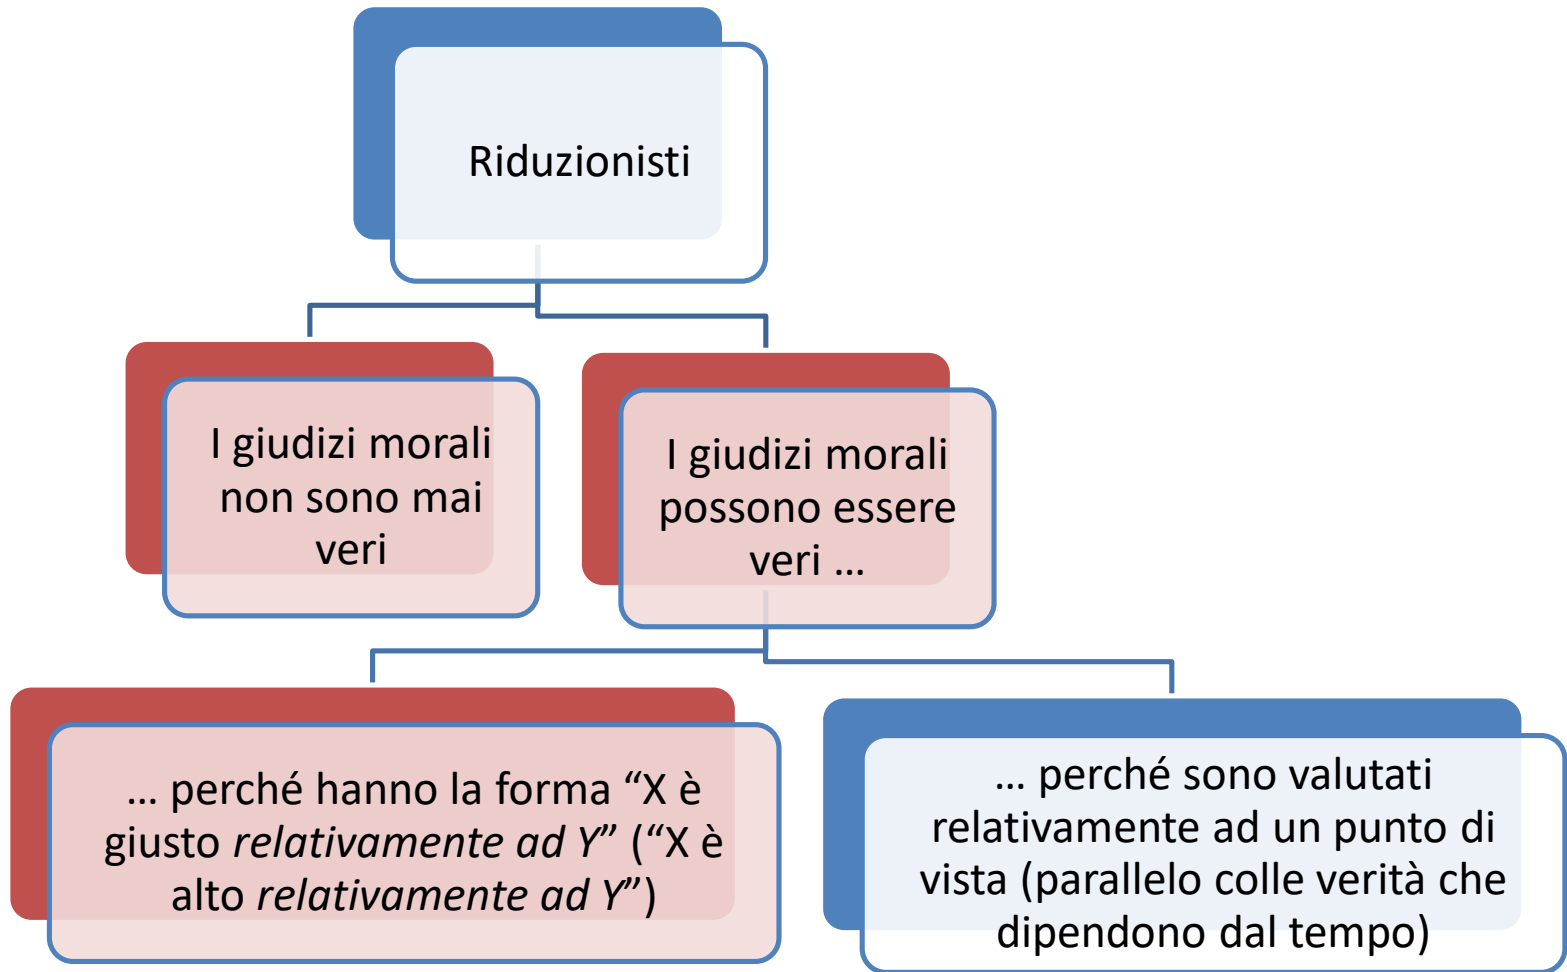 Riduzionisti
I giudizi morali
non sono mai
veri
I giudizi morali
possono essere
veri …
… perché hanno la forma “X è
giusto relativamente ad Y” (“X è
alto relativamente ad Y”)
… perché sono valutati
relativamente ad un punto di
vista (parallelo colle verità che
dipendono dal tempo)